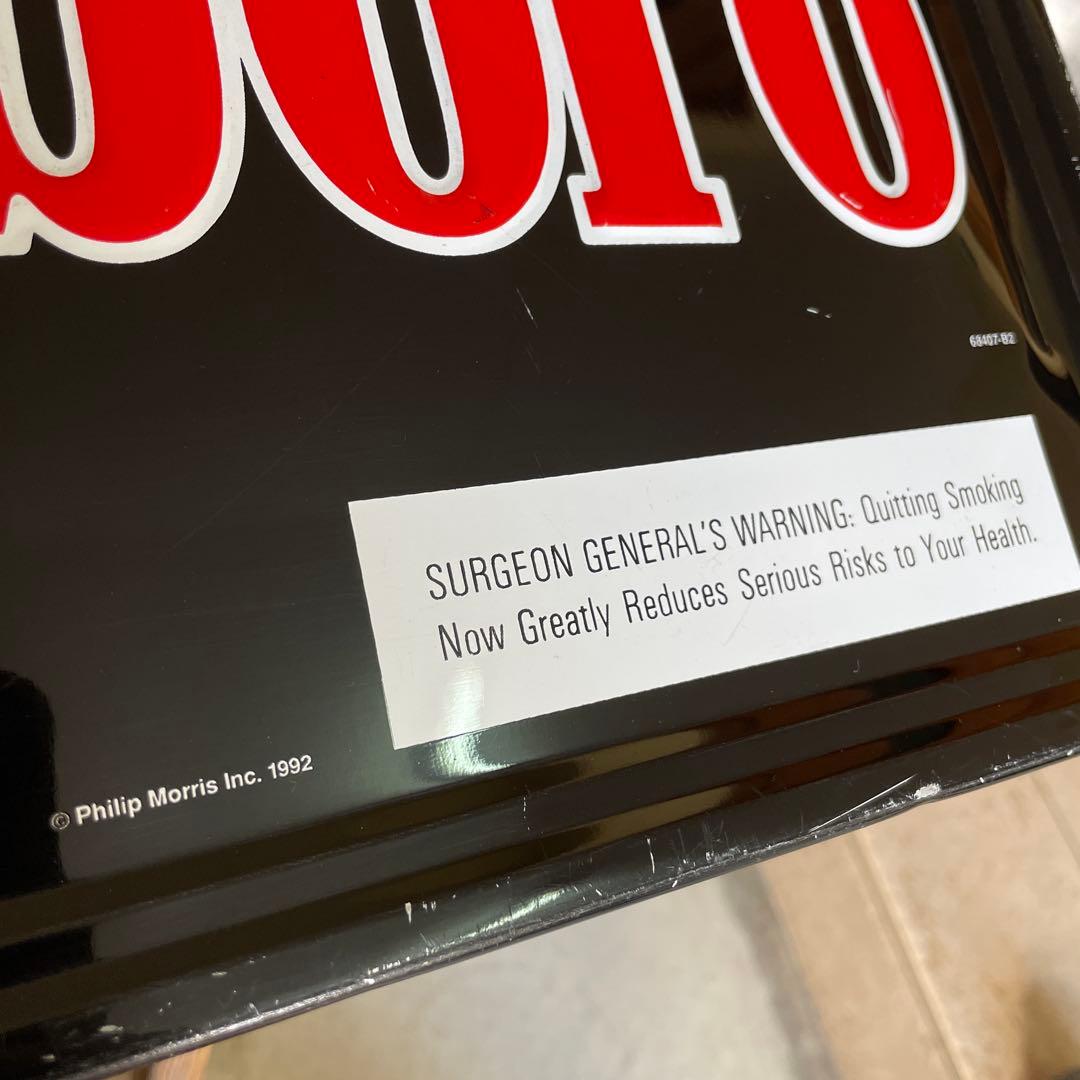 boro
68407-B2
SURGEON GENERAL'S WARNING: Quitting Smoking
Now Greatly Reduces Serious Risks to Your Health.
© Philip Morris Inc. 1992